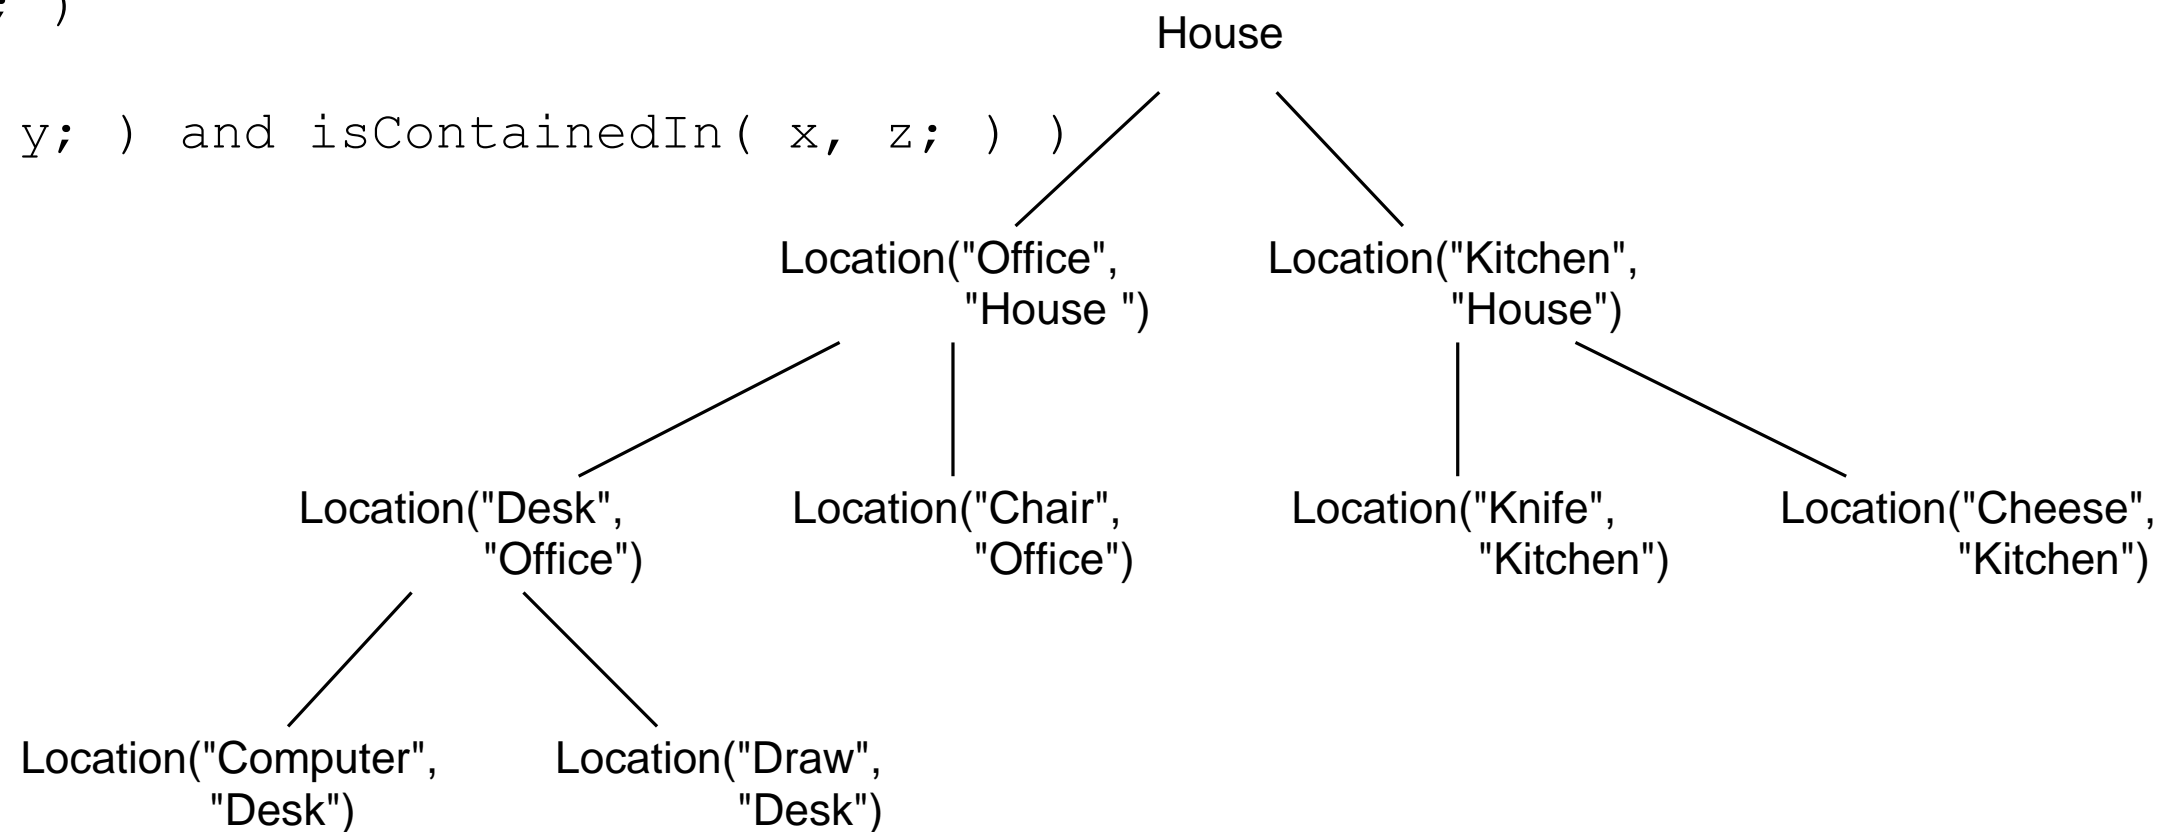 ; )
House
y; ) and isContainedIn( x, z; ) )
Location("Office",
"House ")
Location("Kitchen",
"House")
Location("Desk",
"Office")
Location("Chair",
"Office")
Location("Knife",
"Kitchen")
Location("Cheese",
"Kitchen")
Location("Computer",
"Desk")
Location("Draw",
"Desk")